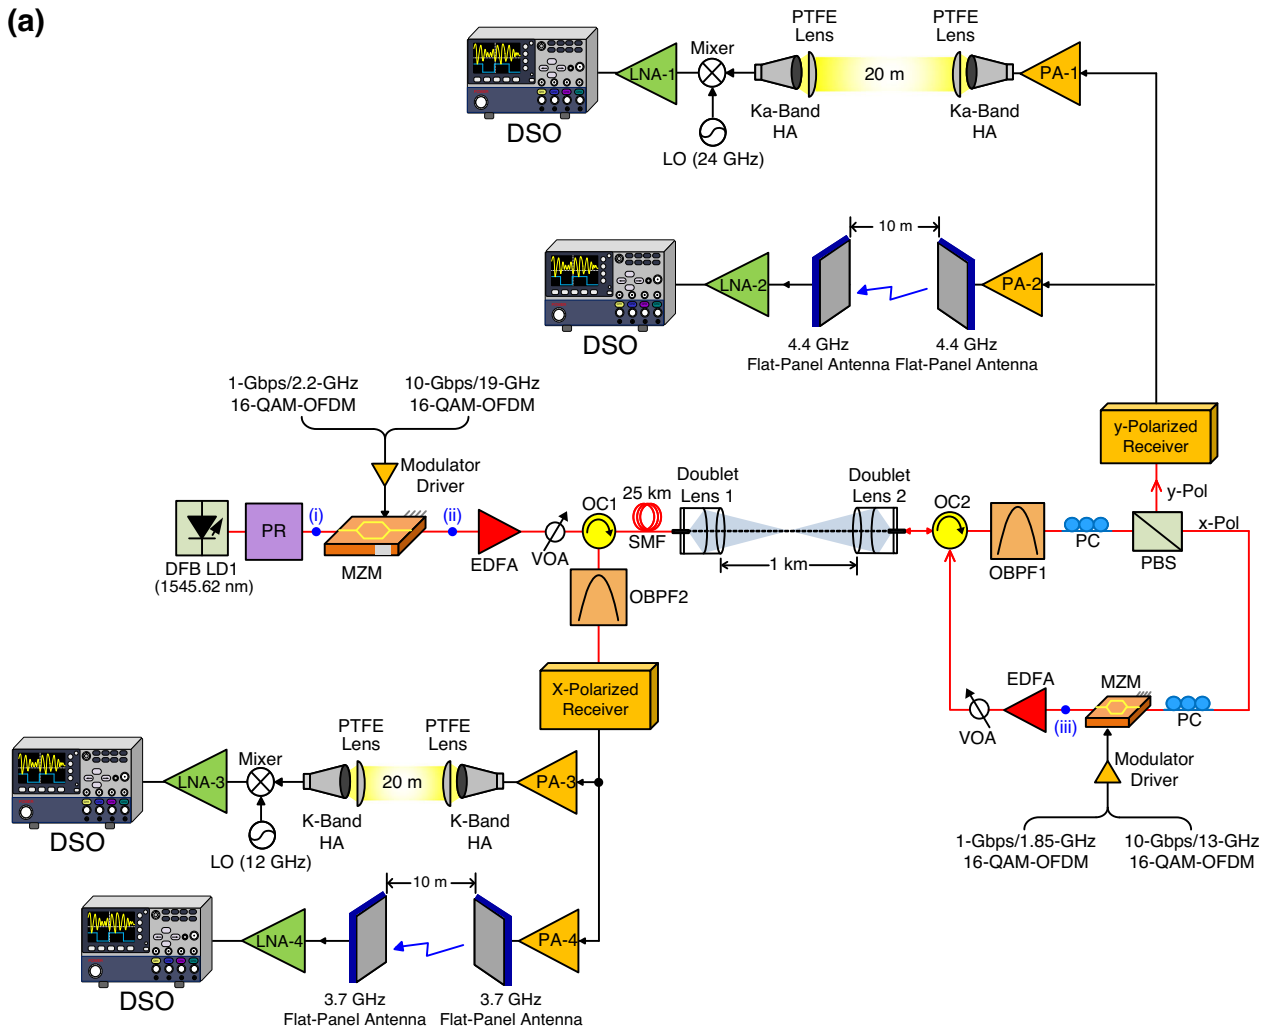 (a)
PTFE
Lens
PTFE
Lens
Mixer
LNA-1
20 m
PA-1
Ka-Band
HA
Ka-Band
HA
DSO
LO (24 GHz)
10 m
LNA-2
PA-2
DSO
4.4 GHz
Flat-Panel Antenna
4.4 GHz
Flat-Panel Antenna
1-Gbps/2.2-GHz
16-QAM-OFDM
10-Gbps/19-GHz
16-QAM-OFDM
y-Polarized
Receiver
Modulator
Driver
Doublet
Lens 1
Doublet
Lens 2
y-Pol
x-Pol
25 km
SMF
OC1
OC2
PR
(i)
(ii)
DFB LD1
(1545.62 nm)
MZM
EDFA
VOA
1 km
OBPF1
PC
PBS
OBPF2
X-Polarized
Receiver
EDFA
MZM
VOA
(iii)
PC
Modulator
Driver
1-Gbps/1.85-GHz
16-QAM-OFDM
10-Gbps/13-GHz
16-QAM-OFDM
PTFE
Lens
PTFE
Lens
Mixer
LNA-3
20 m
PA-3
K-Band
HA
K-Band
HA
DSO
LO (12 GHz)
10 m
LNA-4
PA-4
DSO
3.7 GHz
Flat-Panel Antenna
3.7 GHz
Flat-Panel Antenna